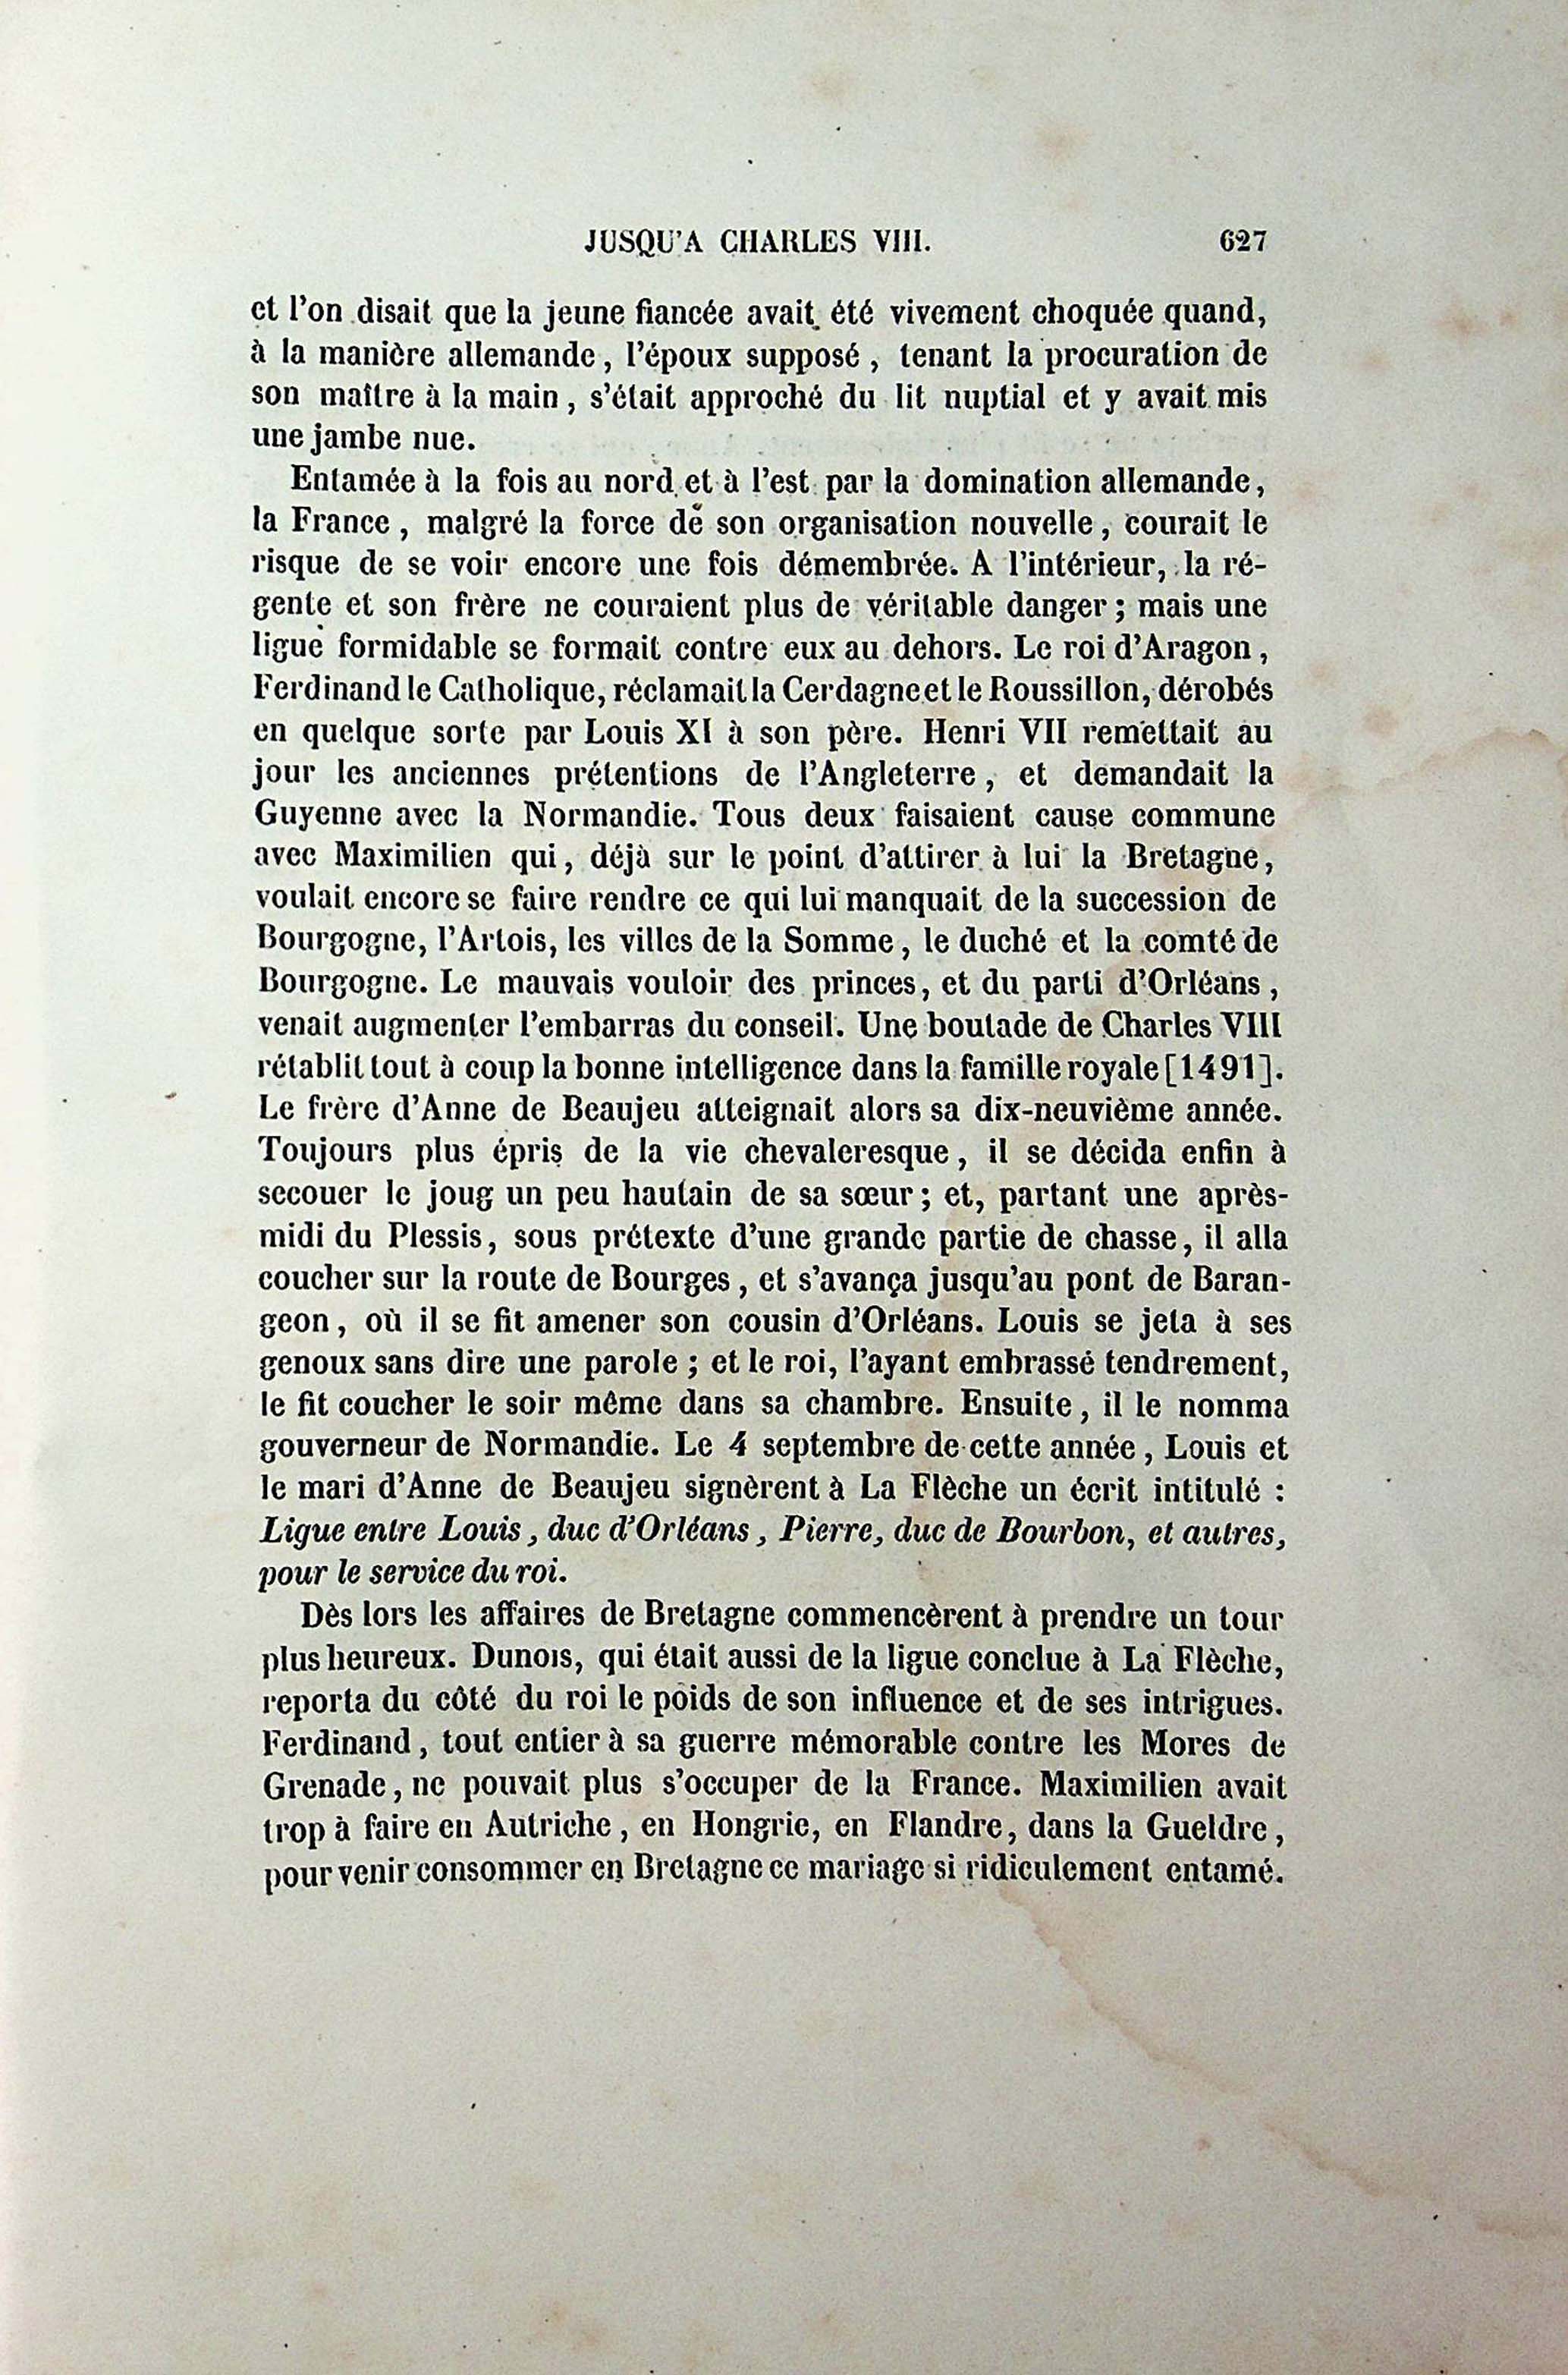 JUSQU'A CHARLES VIII. 627
et l'on disait que la jeune fiancée avait été vivement choquée quand,
à la manière allemande, l'époux supposé, tenant la procuration de
son maître à la main, s'était approché du lit nuptial et y avait mis
une jambe nue.
Entamée à la fois au nord et à l'est par la domination allemande,
la France, malgré la force de son organisation nouvelle, courait le
risque de se voir encore une fois démembrée. A l'intérieur, la ré-
gente et son frère ne couraient plus de véritable danger ; mais une
ligue formidable se formait contre eux au dehors. Le roi d'Aragon,
Ferdinand le Catholique, réclamait la Cerdagne et le Roussillon, dérobés
en quelque sorte par Louis XI à son père. Henri VII remettait au
jour les anciennes prétentions de l'Angleterre, et demandait la
Guyenne avec la Normandie. Tous deux faisaient cause commune
avec Maximilien qui, déjà sur le point d'attirer à lui la Bretagne,
voulait encore se faire rendre ce qui lui manquait de la succession de
Bourgogne, l'Artois, les villes de la Somme, le duché et la comté de
Bourgogne. Le mauvais vouloir des princes, et du parti d'Orléans,
venait augmenter l'embarras du conseil. Une boutade de Charles VIII
rétablit tout à coup la bonne intelligence dans la famille royale [1491].
Le frère d'Anne de Beaujeu atteignait alors sa dix-neuvième année.
Toujours plus épris de la vie chevaleresque, il se décida enfin à
secouer le joug un peu hautain de sa sœur ; et, partant une après-
midi du Plessis, sous prétexte d'une grande partie de chasse, il alla
coucher sur la route de Bourges, et s'avança jusqu'au pont de Baran-
geon, où il se fit amener son cousin d'Orléans. Louis se jeta à ses
genoux sans dire une parole ; et le roi, l'ayant embrassé tendrement,
le fit coucher le soir même dans sa chambre. Ensuite, il le nomma
gouverneur de Normandie. Le 4 septembre de cette année, Louis et
le mari d'Anne de Beaujeu signèrent à La Flèche un écrit intitulé :
Ligue entre Louis, duc d'Orléans, Pierre, duc de Bourbon, et autres,
pour le service du roi.
Dès lors les affaires de Bretagne commencèrent à prendre un tour
plus heureux. Dunois, qui était aussi de la ligue conclue à La Flèche,
reporta du côté du roi le poids de son influence et de ses intrigues.
Ferdinand, tout entier à sa guerre mémorable contre les Mores de
Grenade, ne pouvait plus s'occuper de la France. Maximilien avait
trop à faire en Autriche, en Hongrie, en Flandre, dans la Gueldre,
pour venir consommer en Bretagne ce mariage si ridiculement entamé.